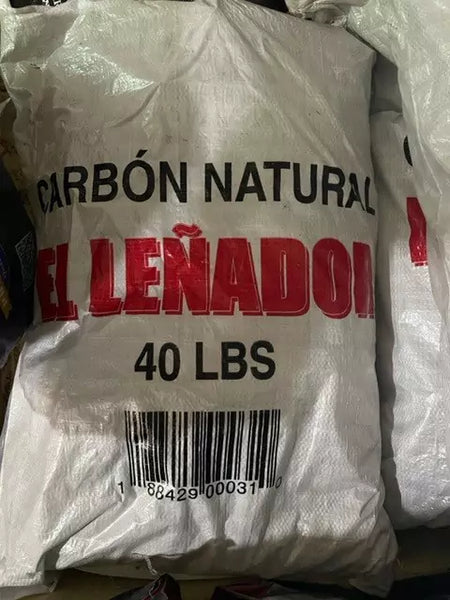 CARBÓN NATURAL
EL LEÑADOR
40 LBS
1 88429 00031 0